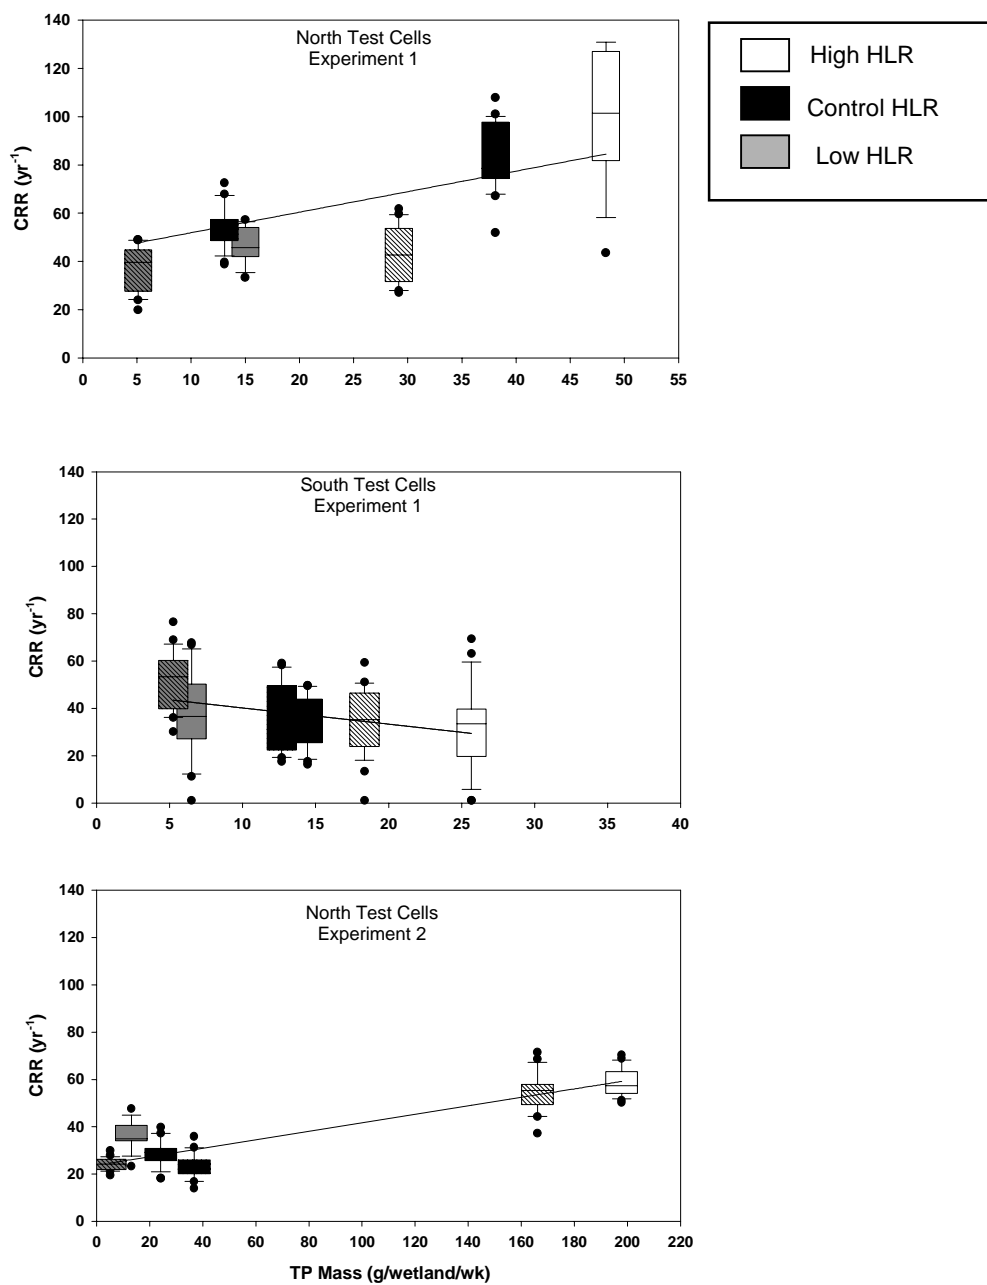 North Test Cells
Experiment 1
CRR (yr-1)
140
120
100
80
60
40
20
0
0 5 10 15 20 25 30 35 40 45 50 55
High HLR
Control HLR
Low HLR
South Test Cells
Experiment 1
CRR (yr-1)
140
120
100
80
60
40
20
0
0 5 10 15 20 25 30 35 40
North Test Cells
Experiment 2
CRR (yr-1)
140
120
100
80
60
40
20
0
0 20 40 60 80 100 120 140 160 180 200 220
TP Mass (g/wetland/wk)